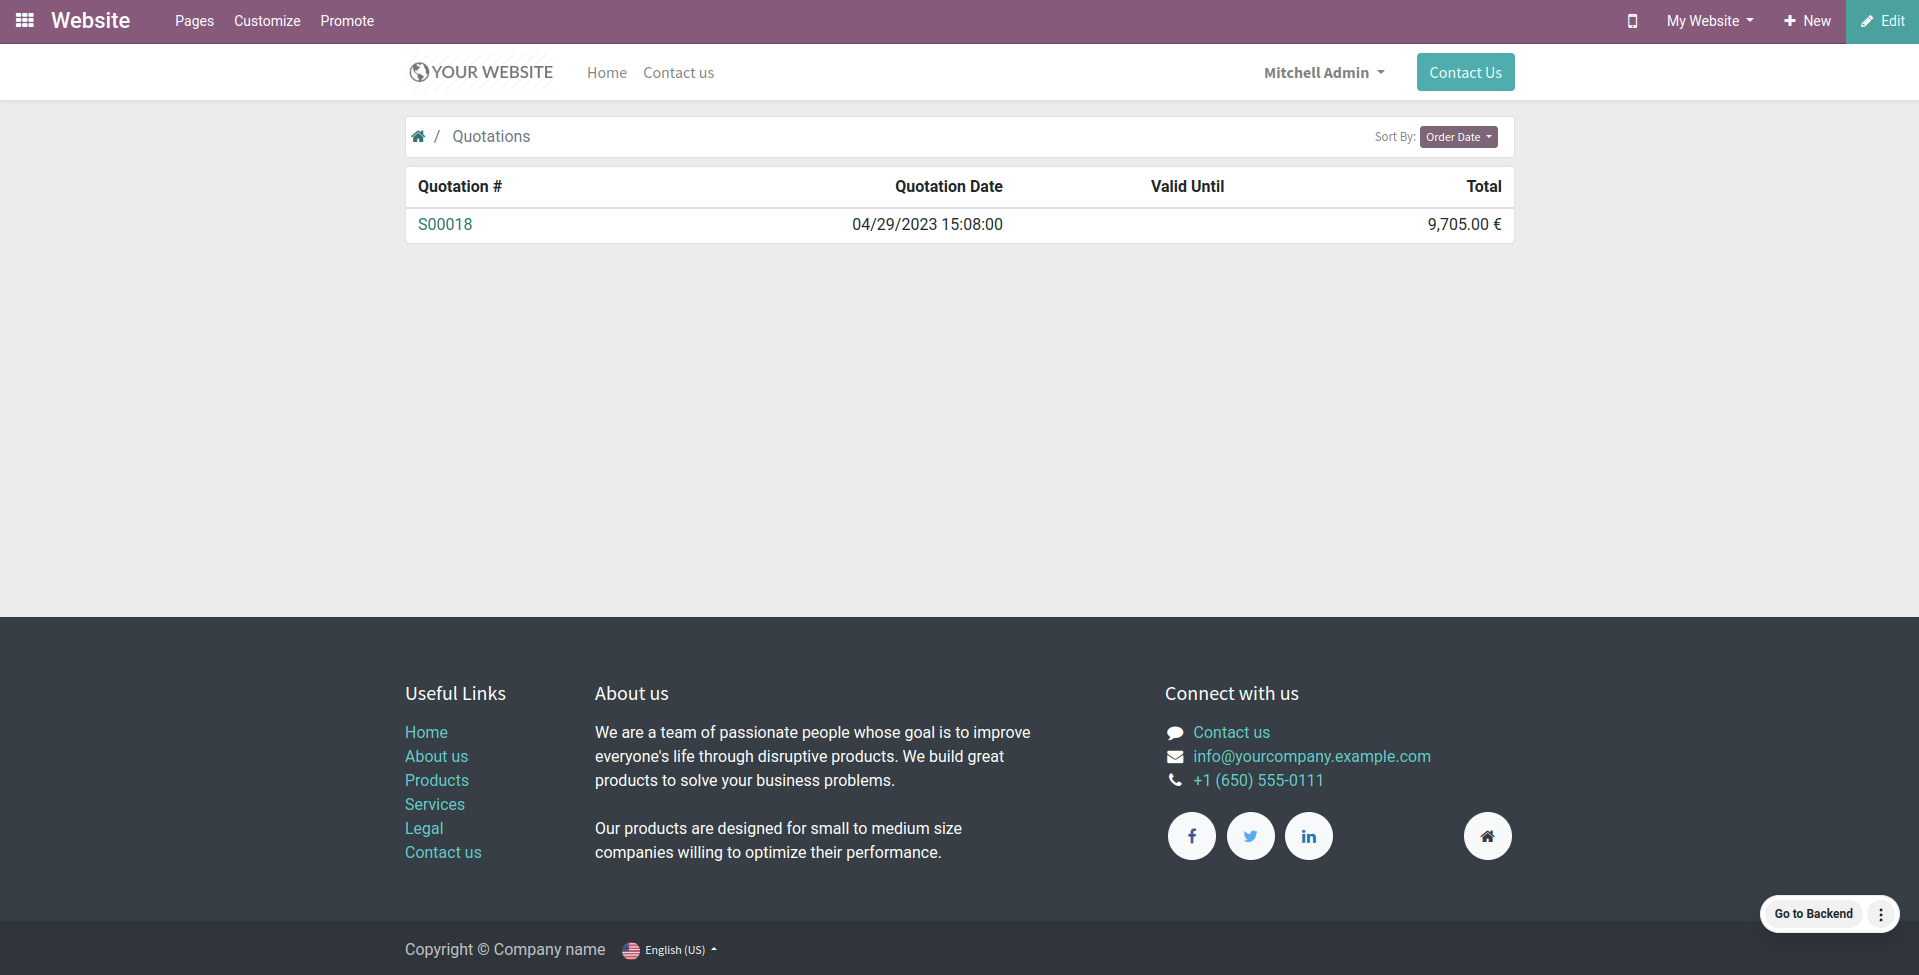 Website Pages Customize Promote My Website New Edit
YOUR WEBSITE Home Contact us Mitchell Admin Contact Us
/ Quotations Sort By: Order Date
Quotation # Quotation Date Valid Until Total
S00018 04/29/2023 15:08:00 9,705.00 €
Useful Links
Home
About us
Products
Services
Legal
Contact us
About us
We are a team of passionate people whose goal is to improve
everyone's life through disruptive products. We build great
products to solve your business problems.
Our products are designed for small to medium size
companies willing to optimize their performance.
Connect with us
Contact us
info@yourcompany.example.com
+1 (650) 555-0111
Go to Backend
Copyright © Company name English (US)